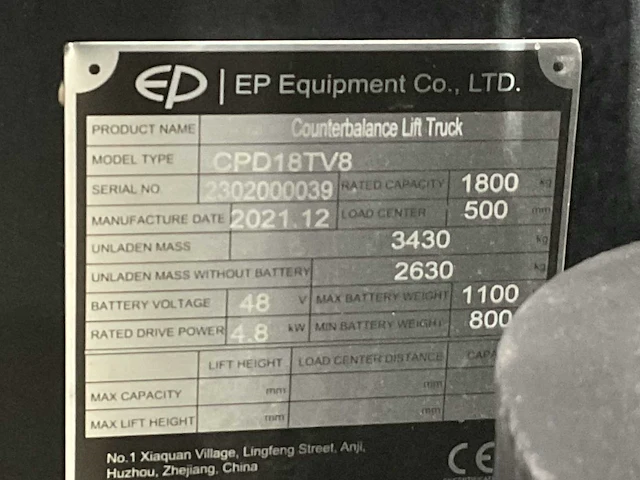 EP | EP Equipment Co., LTD.
PRODUCT NAME Counterbalance Lift Truck
MODEL TYPE CPD18TV8
SERIAL NO. 2302000039 RATED CAPACITY 1800 kg
MANUFACTURE DATE 2021.12 LOAD CENTER 500 mm
UNLADEN MASS 3430 kg
UNLADEN MASS WITHOUT BATTERY 2630 kg
BATTERY VOLTAGE 48 V MAX BATTERY WEIGHT 1100
RATED DRIVE POWER 4.8 kW MIN BATTERY WEIGHT 800
LIFT HEIGHT LOAD CENTER DISTANCE CAPA
MAX CAPACITY mm mm
MAX LIFT HEIGHT mm mm
No.1 Xiaquan Village, Lingfeng Street, Anji,
Huzhou, Zhejiang, China
CE